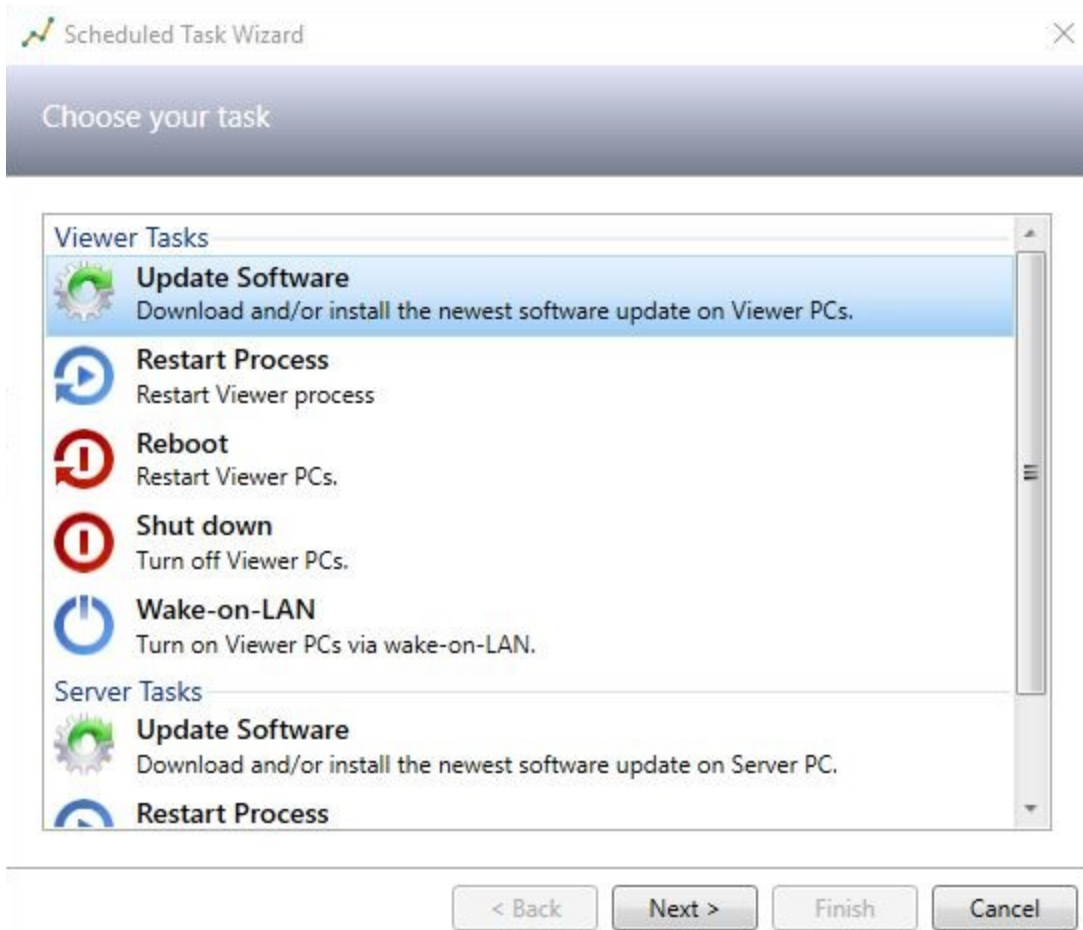 Scheduled Task Wizard
Choose your task
Viewer Tasks
Update Software
Download and/or install the newest software update on Viewer PCs.
Restart Process
Restart Viewer process
Reboot
Restart Viewer PCs.
Shut down
Turn off Viewer PCs.
Wake-on-LAN
Turn on Viewer PCs via wake-on-LAN.
Server Tasks
Update Software
Download and/or install the newest software update on Server PC.
Restart Process
< Back Next > Finish Cancel